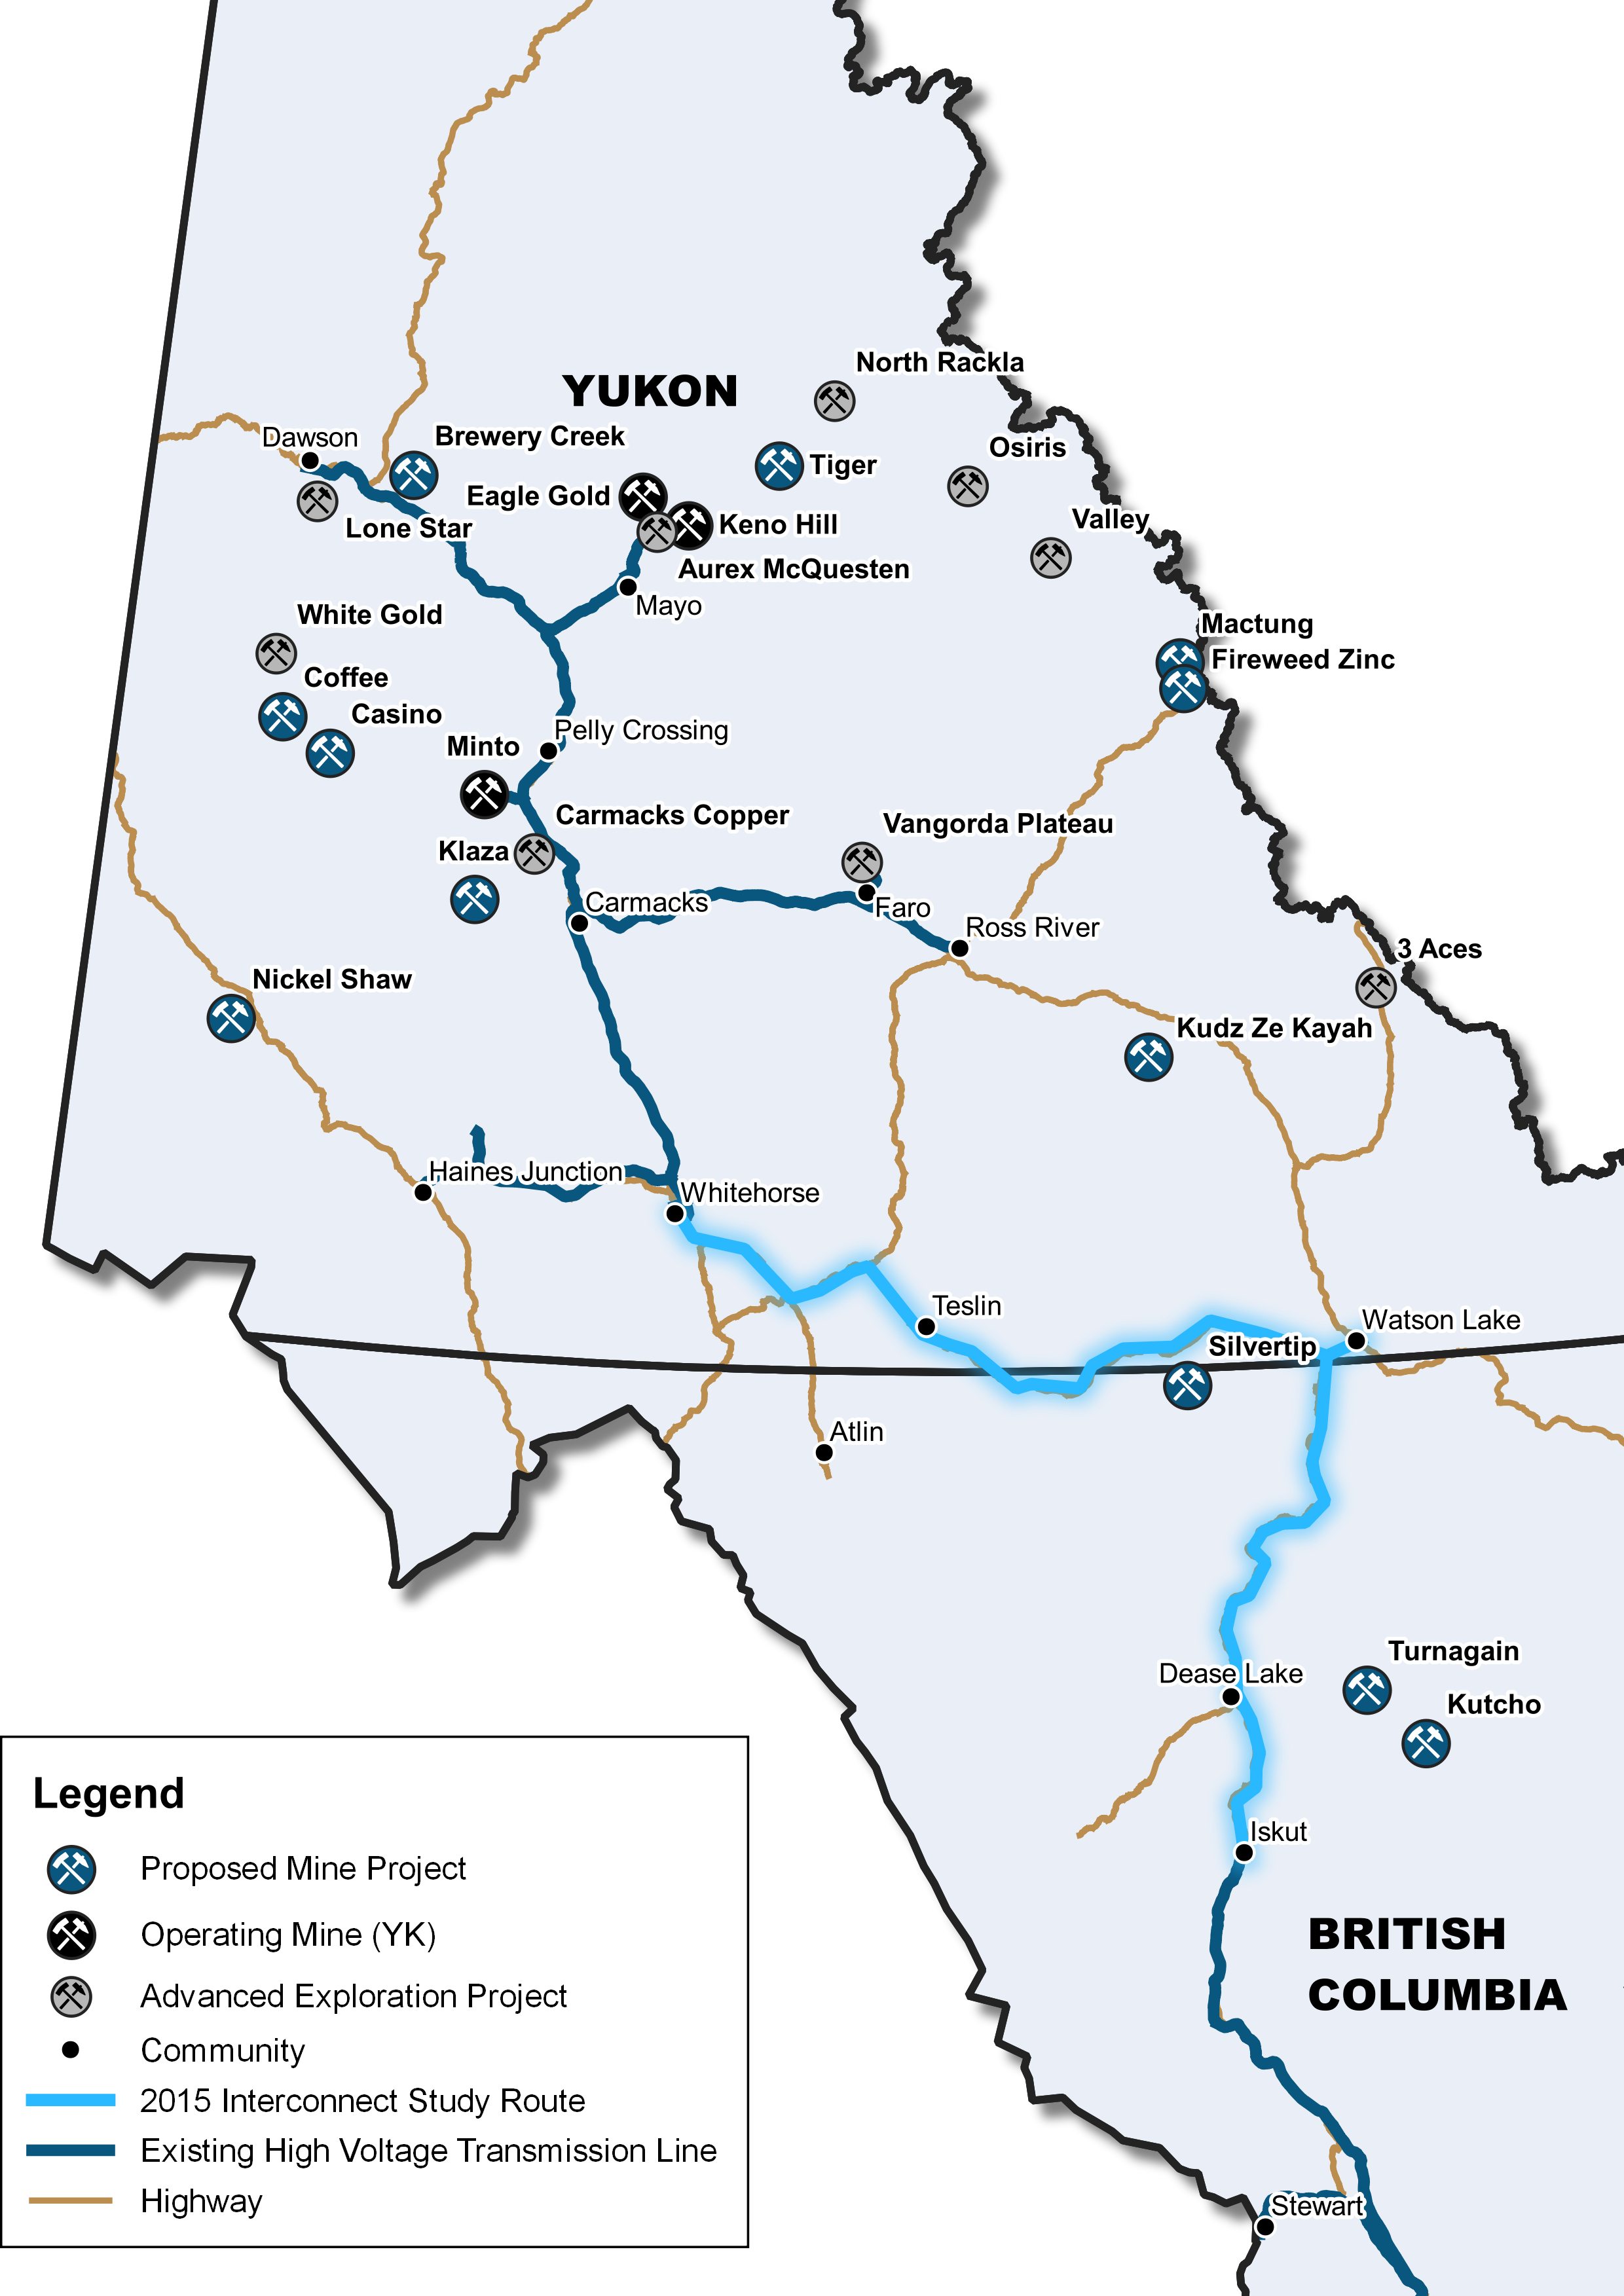 North Rackla
YUKON
Dawson
Brewery Creek
Osiris
Tiger
Eagle Gold
Lone Star
Keno Hill
Valley
Aurex McQuesten
Mayo
White Gold
Mactung
Fireweed Zinc
Coffee
Casino
Pelly Crossing
Minto
Carmacks Copper
Vangorda Plateau
Klaza
Carmacks
Faro
Ross River
3 Aces
Nickel Shaw
Kudz Ze Kayah
Haines Junction
Whitehorse
Teslin
Watson Lake
Silvertip
Atlin
Turnagain
Dease Lake
Kutcho
Iskut
BRITISH
COLUMBIA
Stewart
Legend
Proposed Mine Project
Operating Mine (YK)
Advanced Exploration Project
Community
2015 Interconnect Study Route
Existing High Voltage Transmission Line
Highway